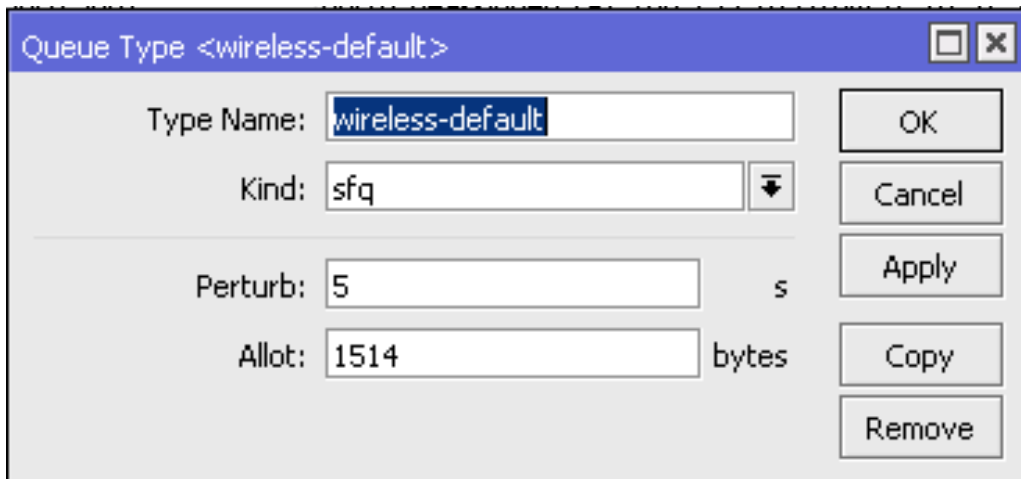 Queue Type <wireless-default>
Type Name: wireless-default
OK
Kind: sfq
Cancel
Perturb: 5 s
Apply
Allot: 1514 bytes
Copy
Remove